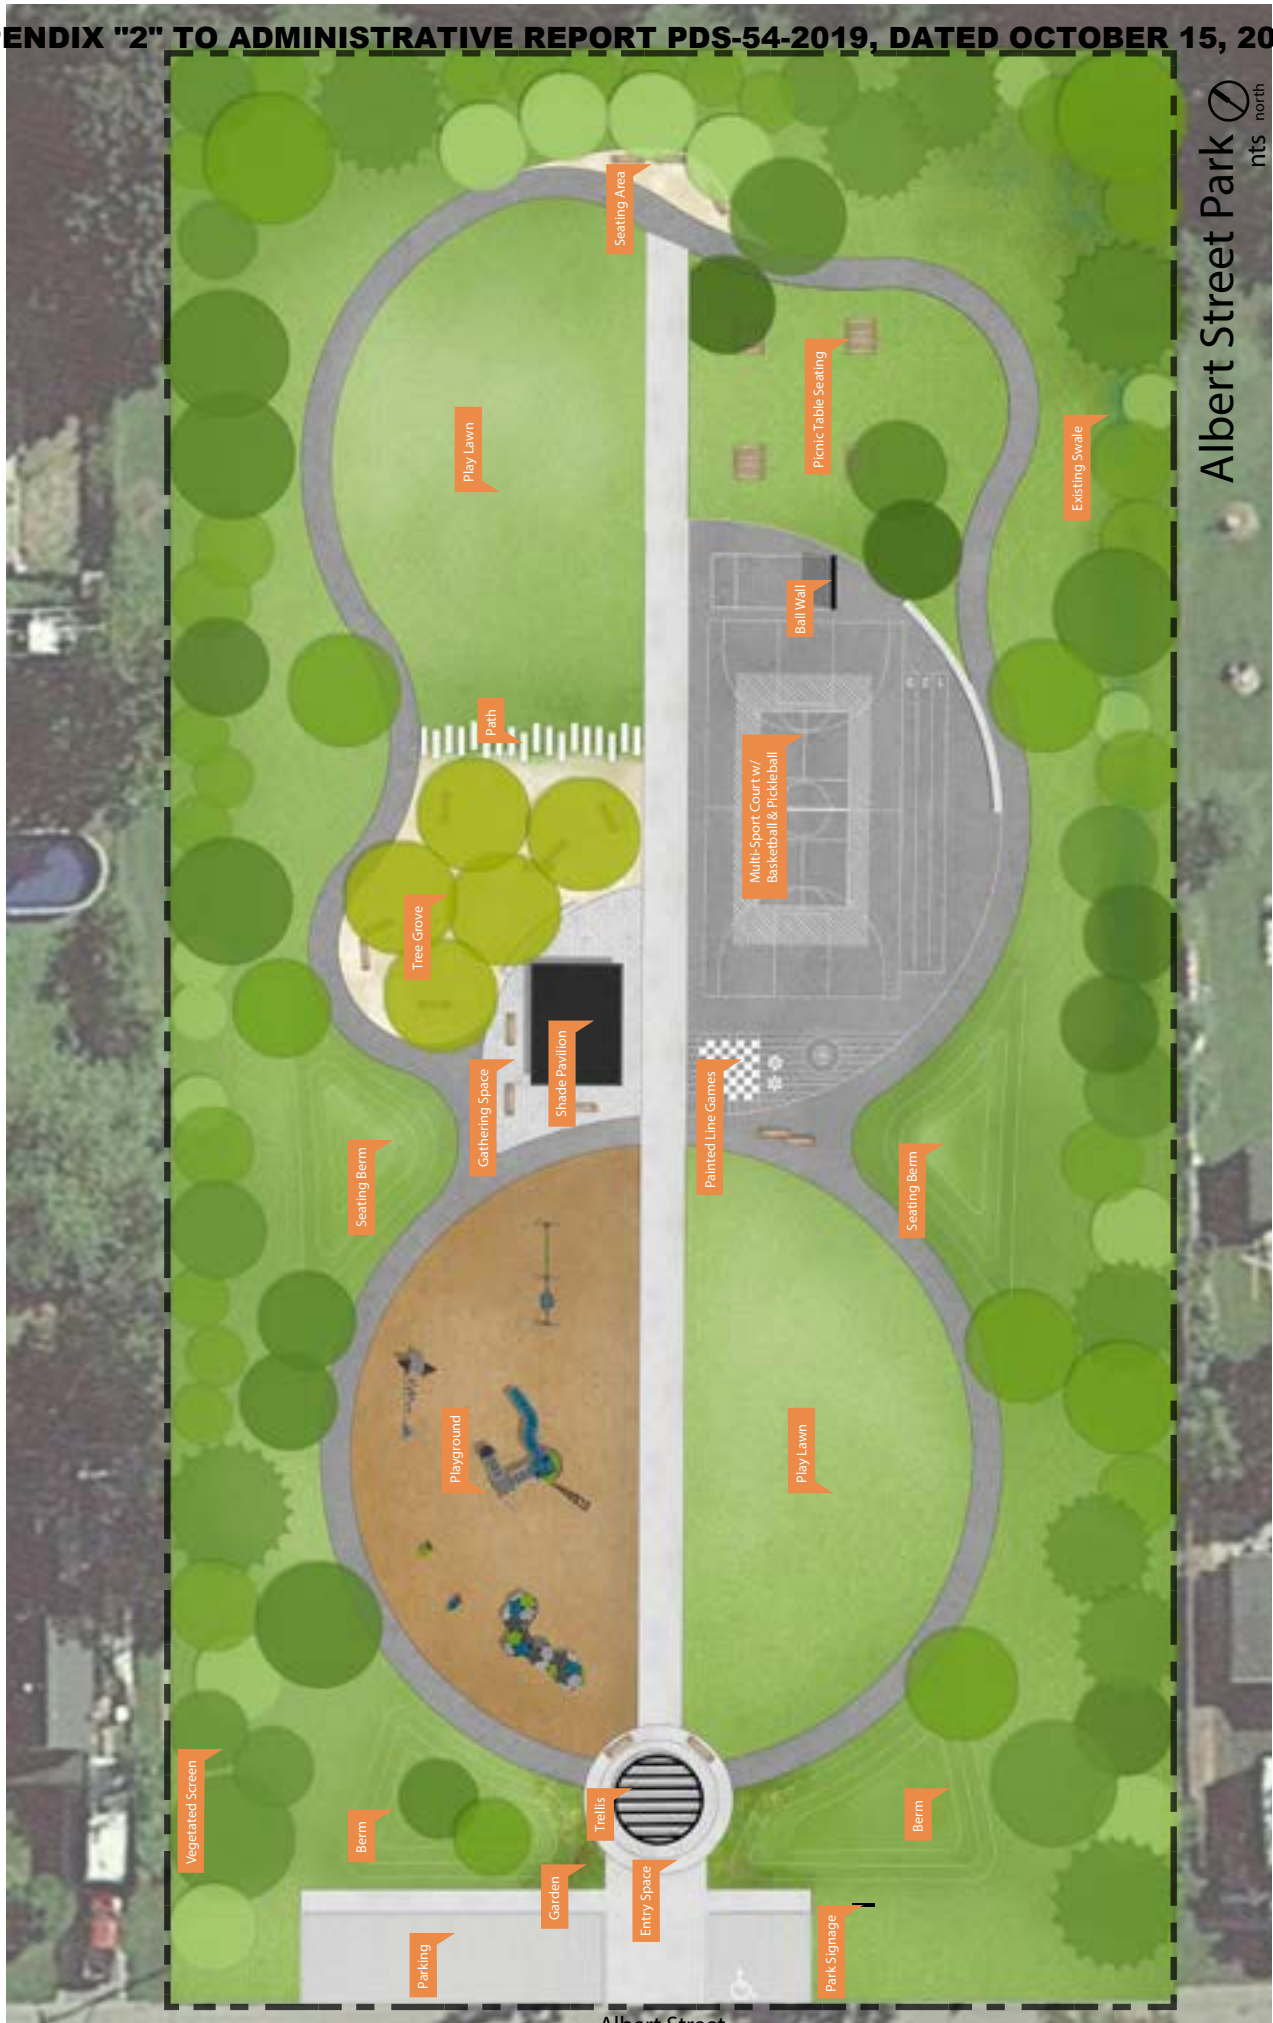 ENDIX "2" TO ADMINISTRATIVE REPORT PDS-54-2019, DATED OCTOBER 15, 20
Albert Street Park
nts
north
Seating Area
Picnic Table Seating
Play Lawn
Existing Swale
Ball Wall
Path
Multi-Sport Court w/
Basketball & Pickleball
Tree Grove
Shade Pavilion
Gathering Space
Painted Line Games
Seating Berm
Seating Berm
Playground
Play Lawn
Vegetated Screen
Berm
Trellis
Berm
Garden
Entry Space
Parking
Park Signage
Albert Street